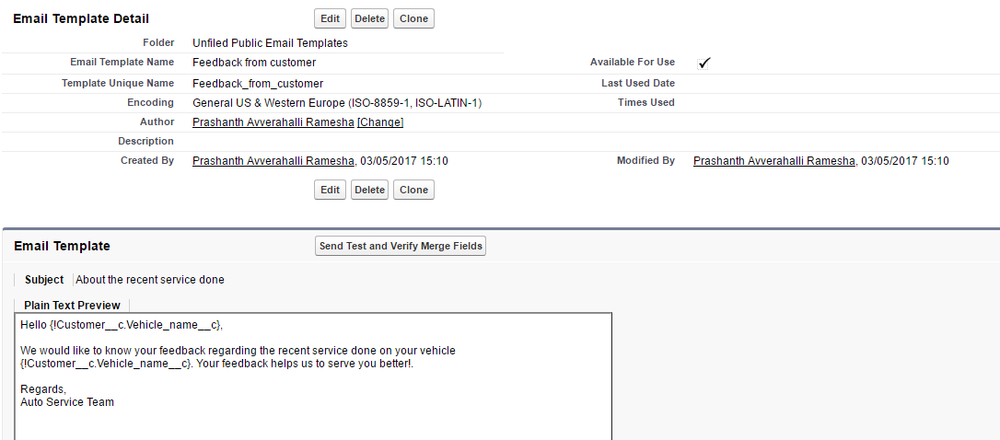 Email Template Detail
Edit Delete Clone
Folder Unfiled Public Email Templates
Email Template Name Feedback from customer Available For Use
Template Unique Name Feedback_from_customer Last Used Date
Encoding General US & Western Europe (ISO-8859-1, ISO-LATIN-1) Times Used
Author Prashanth Avverahalli Ramesha [Change]
Description
Created By Prashanth Avverahalli Ramesha, 03/05/2017 15:10 Modified By Prashanth Avverahalli Ramesha, 03/05/2017 15:10
Edit Delete Clone
Email Template Send Test and Verify Merge Fields
Subject About the recent service done
Plain Text Preview
Hello {!Customer__c.Vehicle_name__c},
We would like to know your feedback regarding the recent service done on your vehicle
{!Customer__c.Vehicle_name__c}. Your feedback helps us to serve you better!.
Regards,
Auto Service Team